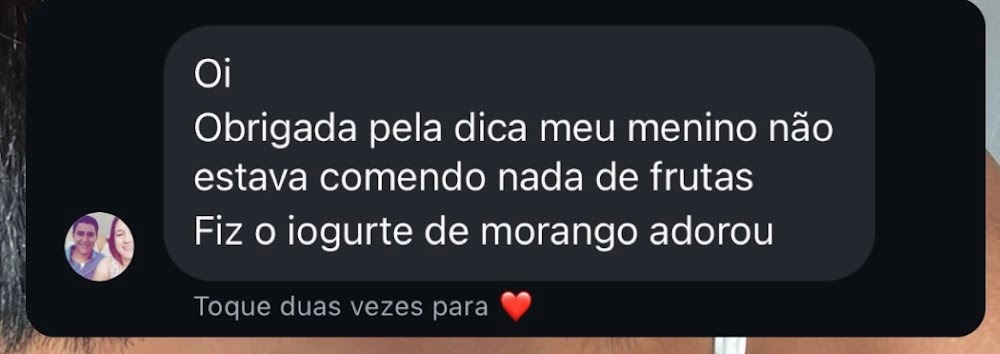 Oi
Obrigada pela dica meu menino não
estava comendo nada de frutas
Fiz o iogurte de morango adorou
Toque duas vezes para ❤️